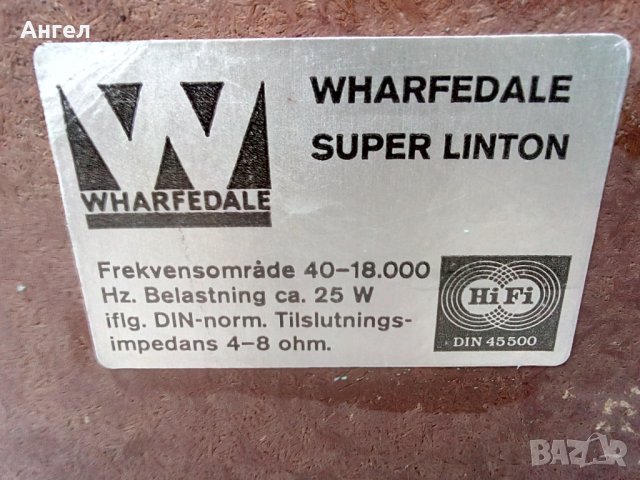 Ангел
WHARFEDALE
SUPER LINTON
W
WHARFEDALE
Frekvensområde 40-18.000
Hz. Belastning ca. 25 W
iflg. DIN-norm. Tilslutnings-
impedans 4-8 ohm.
Hi Fi
DIN 45500
BAZAR